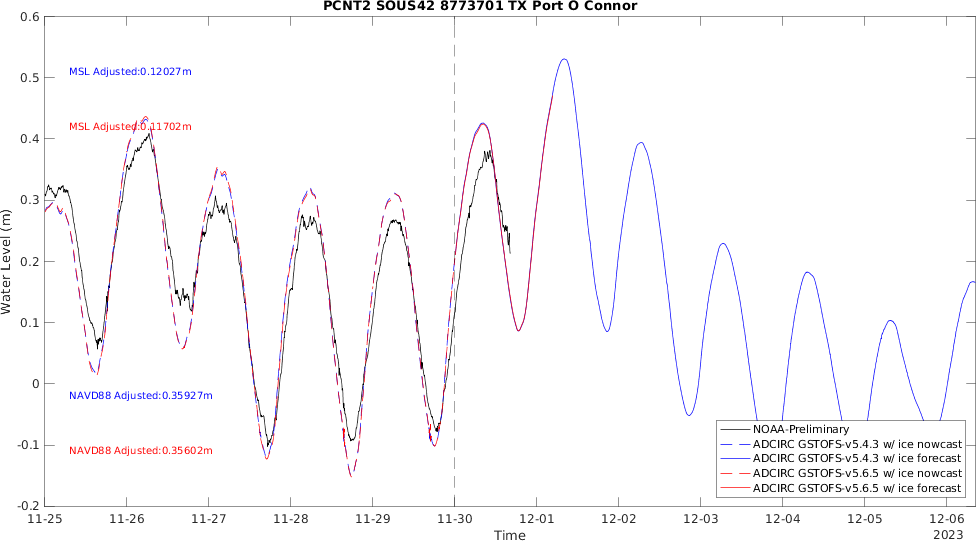 PCNT2 SOUS42 8773701 TX Port O Connor
0.6
0.5
0.4
0.3
0.2
0.1
0
-0.1
-0.2
Water Level (m)
MSL Adjusted:0.12027m
MSL Adjusted:0.11702m
NAVD88 Adjusted:0.35927m
NAVD88 Adjusted:0.35602m
NOAA-Preliminary
ADCIRC GSTOFS-v5.4.3 w/ ice nowcast
ADCIRC GSTOFS-v5.4.3 w/ ice forecast
ADCIRC GSTOFS-v5.6.5 w/ ice nowcast
ADCIRC GSTOFS-v5.6.5 w/ ice forecast
11-25 11-26 11-27 11-28 11-29 11-30 12-01 12-02 12-03 12-04 12-05 12-06
2023
Time